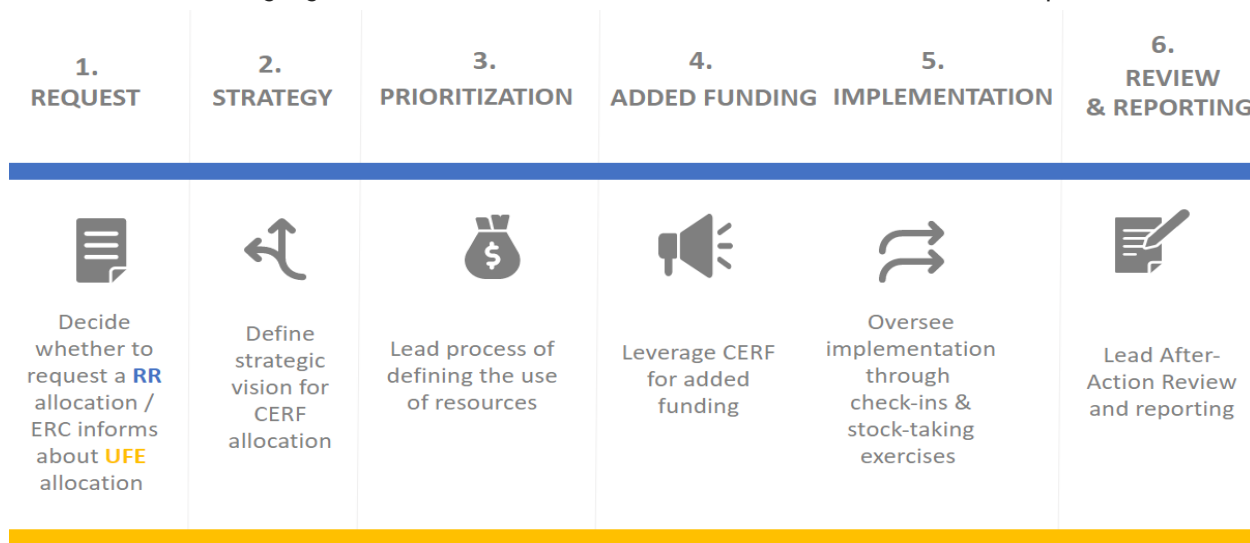 1.
REQUEST
2.
STRATEGY
3.
PRIORITIZATION
4.
ADDED FUNDING
5.
IMPLEMENTATION
6.
REVIEW
& REPORTING
$
Decide
whether to
request a RR
allocation /
ERC informs
about UFE
allocation
Define
strategic
vision for
CERF
allocation
Lead process of
defining the use
of resources
Leverage CERF
for added
funding
Oversee
implementation
through
check-ins &
stock-taking
exercises
Lead After-
Action Review
and reporting